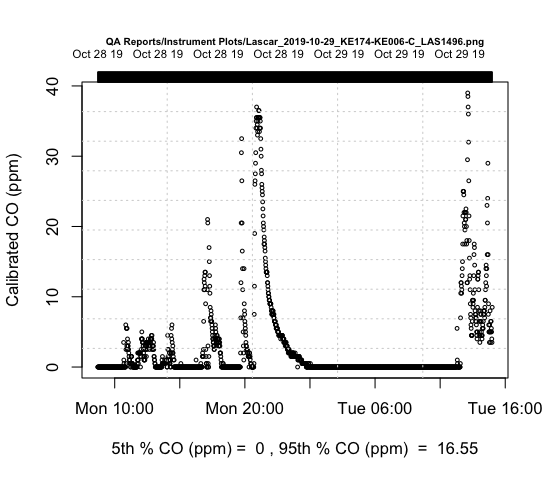 QA Reports/Instrument Plots/Lascar_2019-10-29_KE174-KE006-C_LAS1496.png
Oct 28 19 Oct 28 19 Oct 28 19 Oct 28 19 Oct 29 19 Oct 29 19 Oct 29 19
40
30
20
10
0
Calibrated CO (ppm)
Mon 10:00 Mon 20:00 Tue 06:00 Tue 16:00
5th % CO (ppm) = 0 , 95th % CO (ppm) = 16.55